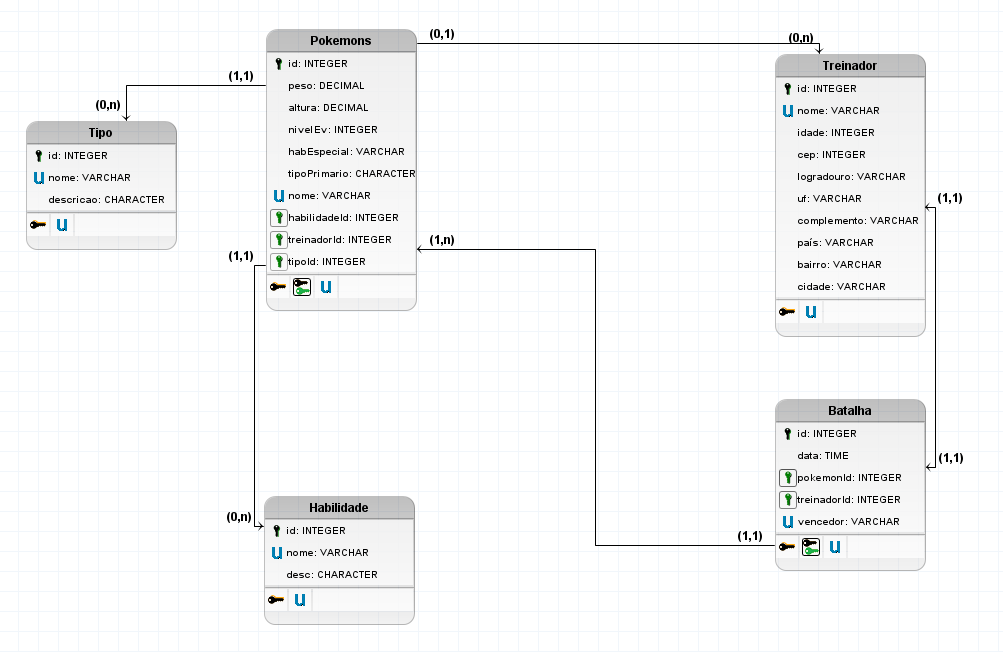 Pokemons
id: INTEGER
peso: DECIMAL
altura: DECIMAL
nivelEv: INTEGER
habEspecial: VARCHAR
tipoPrimario: CHARACTER
U nome: VARCHAR
habilidadeId: INTEGER
treinadorId: INTEGER
tipoId: INTEGER
U
(0,1)
(0,n)
(1,1)
(0,n)
Tipo
id: INTEGER
U nome: VARCHAR
descricao: CHARACTER
U
Treinador
id: INTEGER
U nome: VARCHAR
idade: INTEGER
cep: INTEGER
logradouro: VARCHAR
uf: VARCHAR
complemento: VARCHAR
país: VARCHAR
bairro: VARCHAR
cidade: VARCHAR
U
(1,1)
(1,1)
(1,n)
(1,1)
(1,1)
(0,n)
Habilidade
id: INTEGER
U nome: VARCHAR
desc: CHARACTER
U
Batalha
id: INTEGER
data: TIME
pokemonId: INTEGER
treinadorId: INTEGER
U vencedor: VARCHAR
U